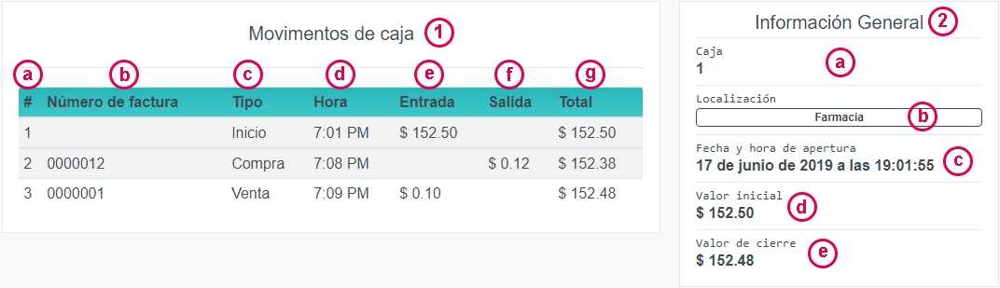 Movimentos de caja 1
a b c d e f g
# Número de factura Tipo Hora Entrada Salida Total
1 Inicio 7:01 PM $ 152.50 $ 152.50
2 0000012 Compra 7:08 PM $ 0.12 $ 152.38
3 0000001 Venta 7:09 PM $ 0.10 $ 152.48
Información General 2
Caja
1 a
Localización
Farmacia b
Fecha y hora de apertura
17 de junio de 2019 a las 19:01:55 c
Valor inicial
$ 152.50 d
Valor de cierre
$ 152.48 e